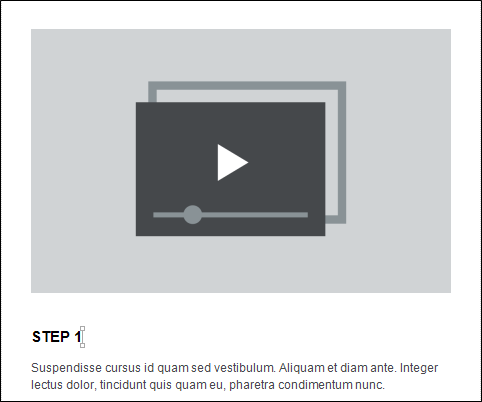 STEP 1
Suspendisse cursus id quam sed vestibulum. Aliquam et diam ante. Integer
lectus dolor, tincidunt quis quam eu, pharetra condimentum nunc.